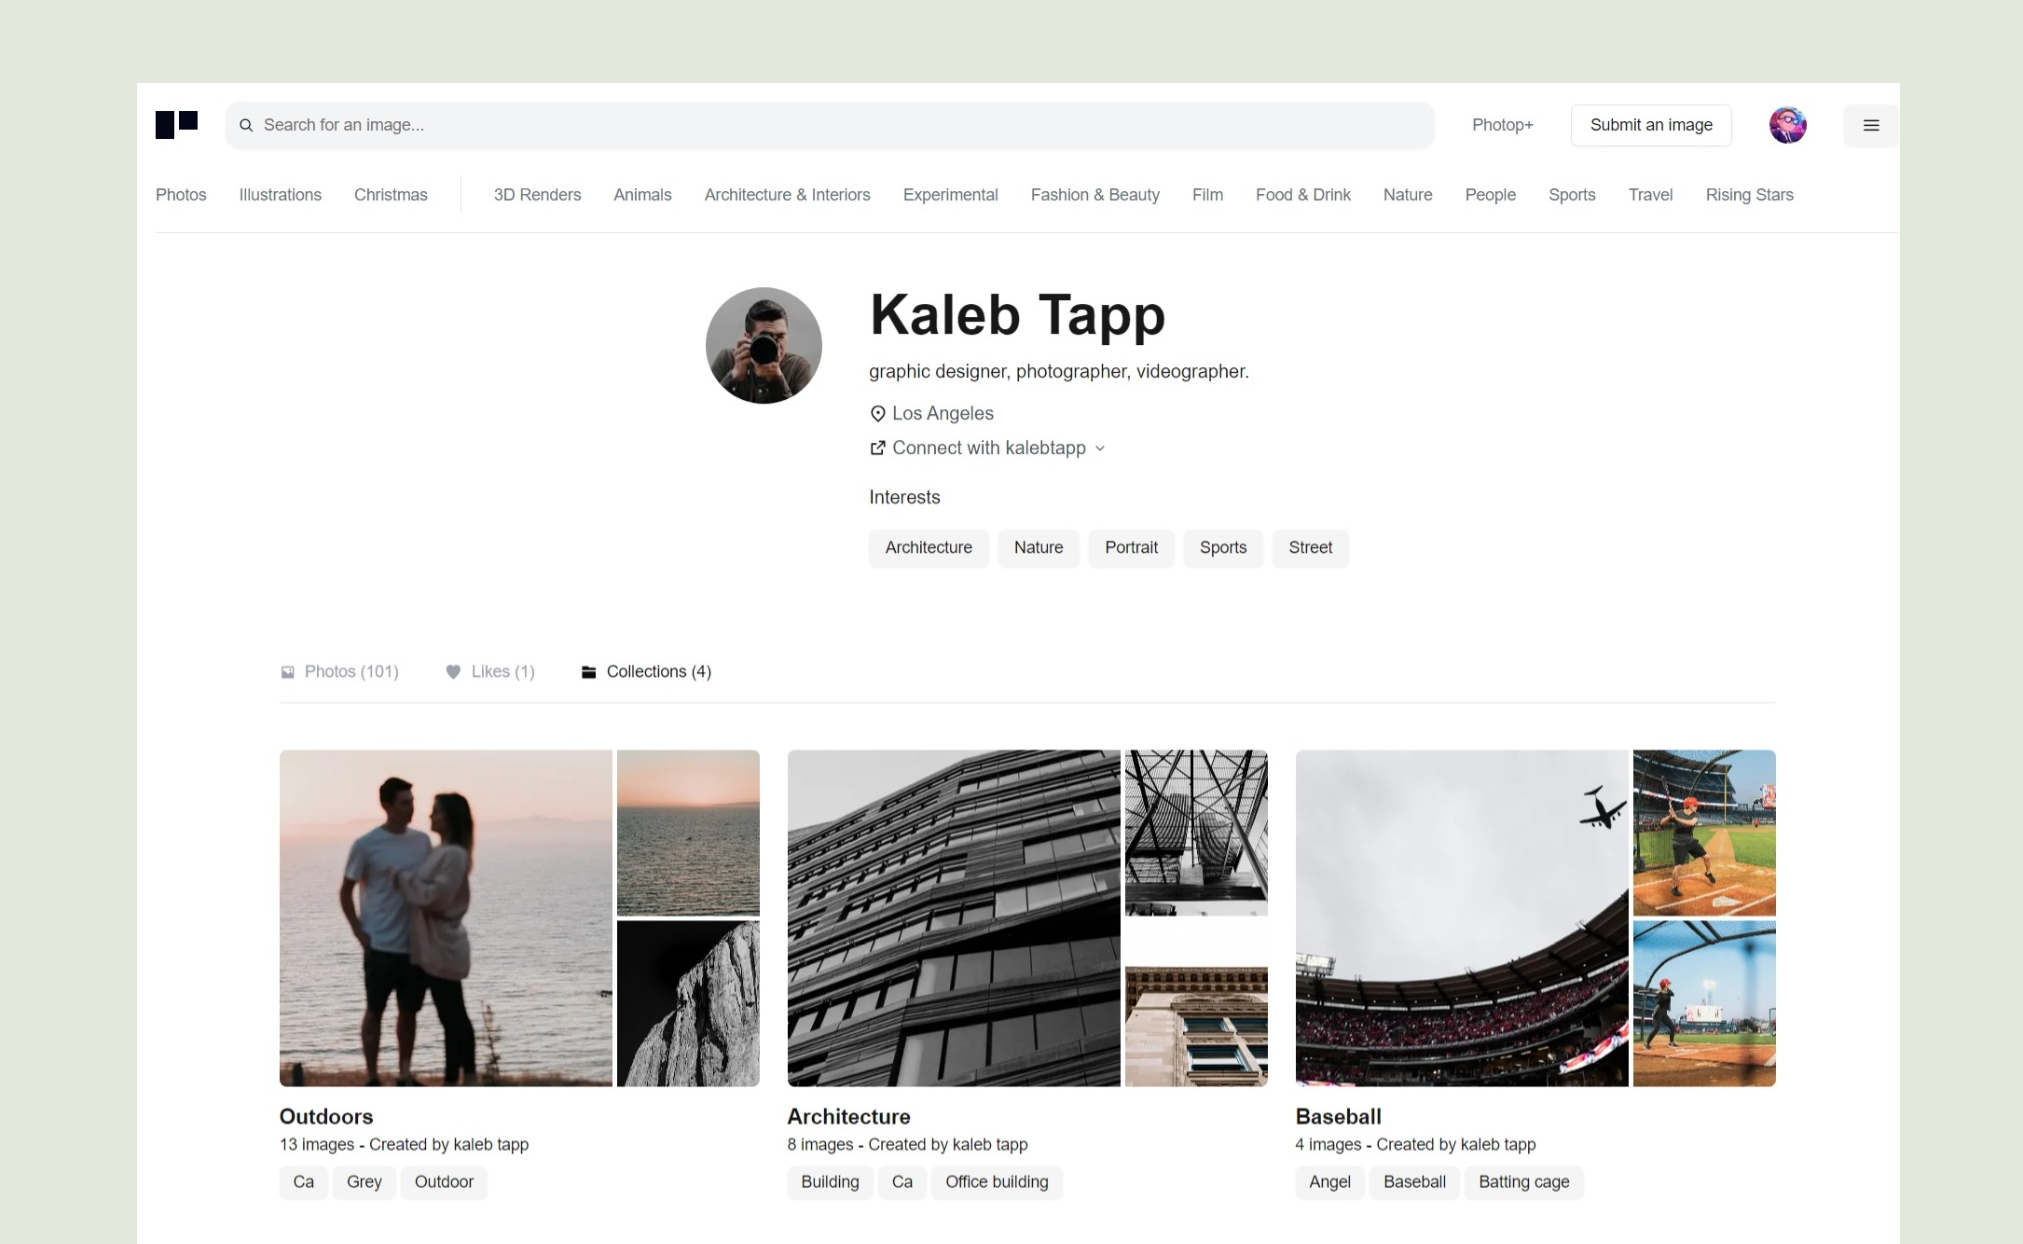 Search for an image...
Photop+
Submit an image
Photos Illustrations Christmas 3D Renders Animals Architecture & Interiors Experimental Fashion & Beauty Film Food & Drink Nature People Sports Travel Rising Stars
Kaleb Tapp
graphic designer, photographer, videographer.
Los Angeles
Connect with kalebtapp
Interests
Architecture Nature Portrait Sports Street
Photos (101) Likes (1) Collections (4)
Outdoors
13 images - Created by kaleb tapp
Ca Grey Outdoor
Architecture
8 images - Created by kaleb tapp
Building Ca Office building
Baseball
4 images - Created by kaleb tapp
Angel Baseball Batting cage